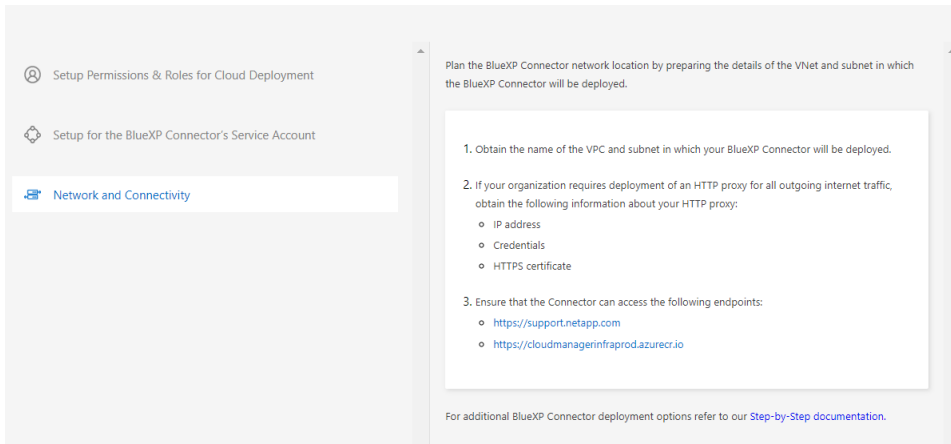 Setup Permissions & Roles for Cloud Deployment
Setup for the BlueXP Connector's Service Account
Network and Connectivity
Plan the BlueXP Connector network location by preparing the details of the VNet and subnet in which
the BlueXP Connector will be deployed.
1. Obtain the name of the VPC and subnet in which your BlueXP Connector will be deployed.
2. If your organization requires deployment of an HTTP proxy for all outgoing internet traffic,
obtain the following information about your HTTP proxy:
IP address
Credentials
HTTPS certificate
3. Ensure that the Connector can access the following endpoints:
https://support.netapp.com
https://cloudmanagerinfraprod.azurecr.io
For additional BlueXP Connector deployment options refer to our Step-by-Step documentation.